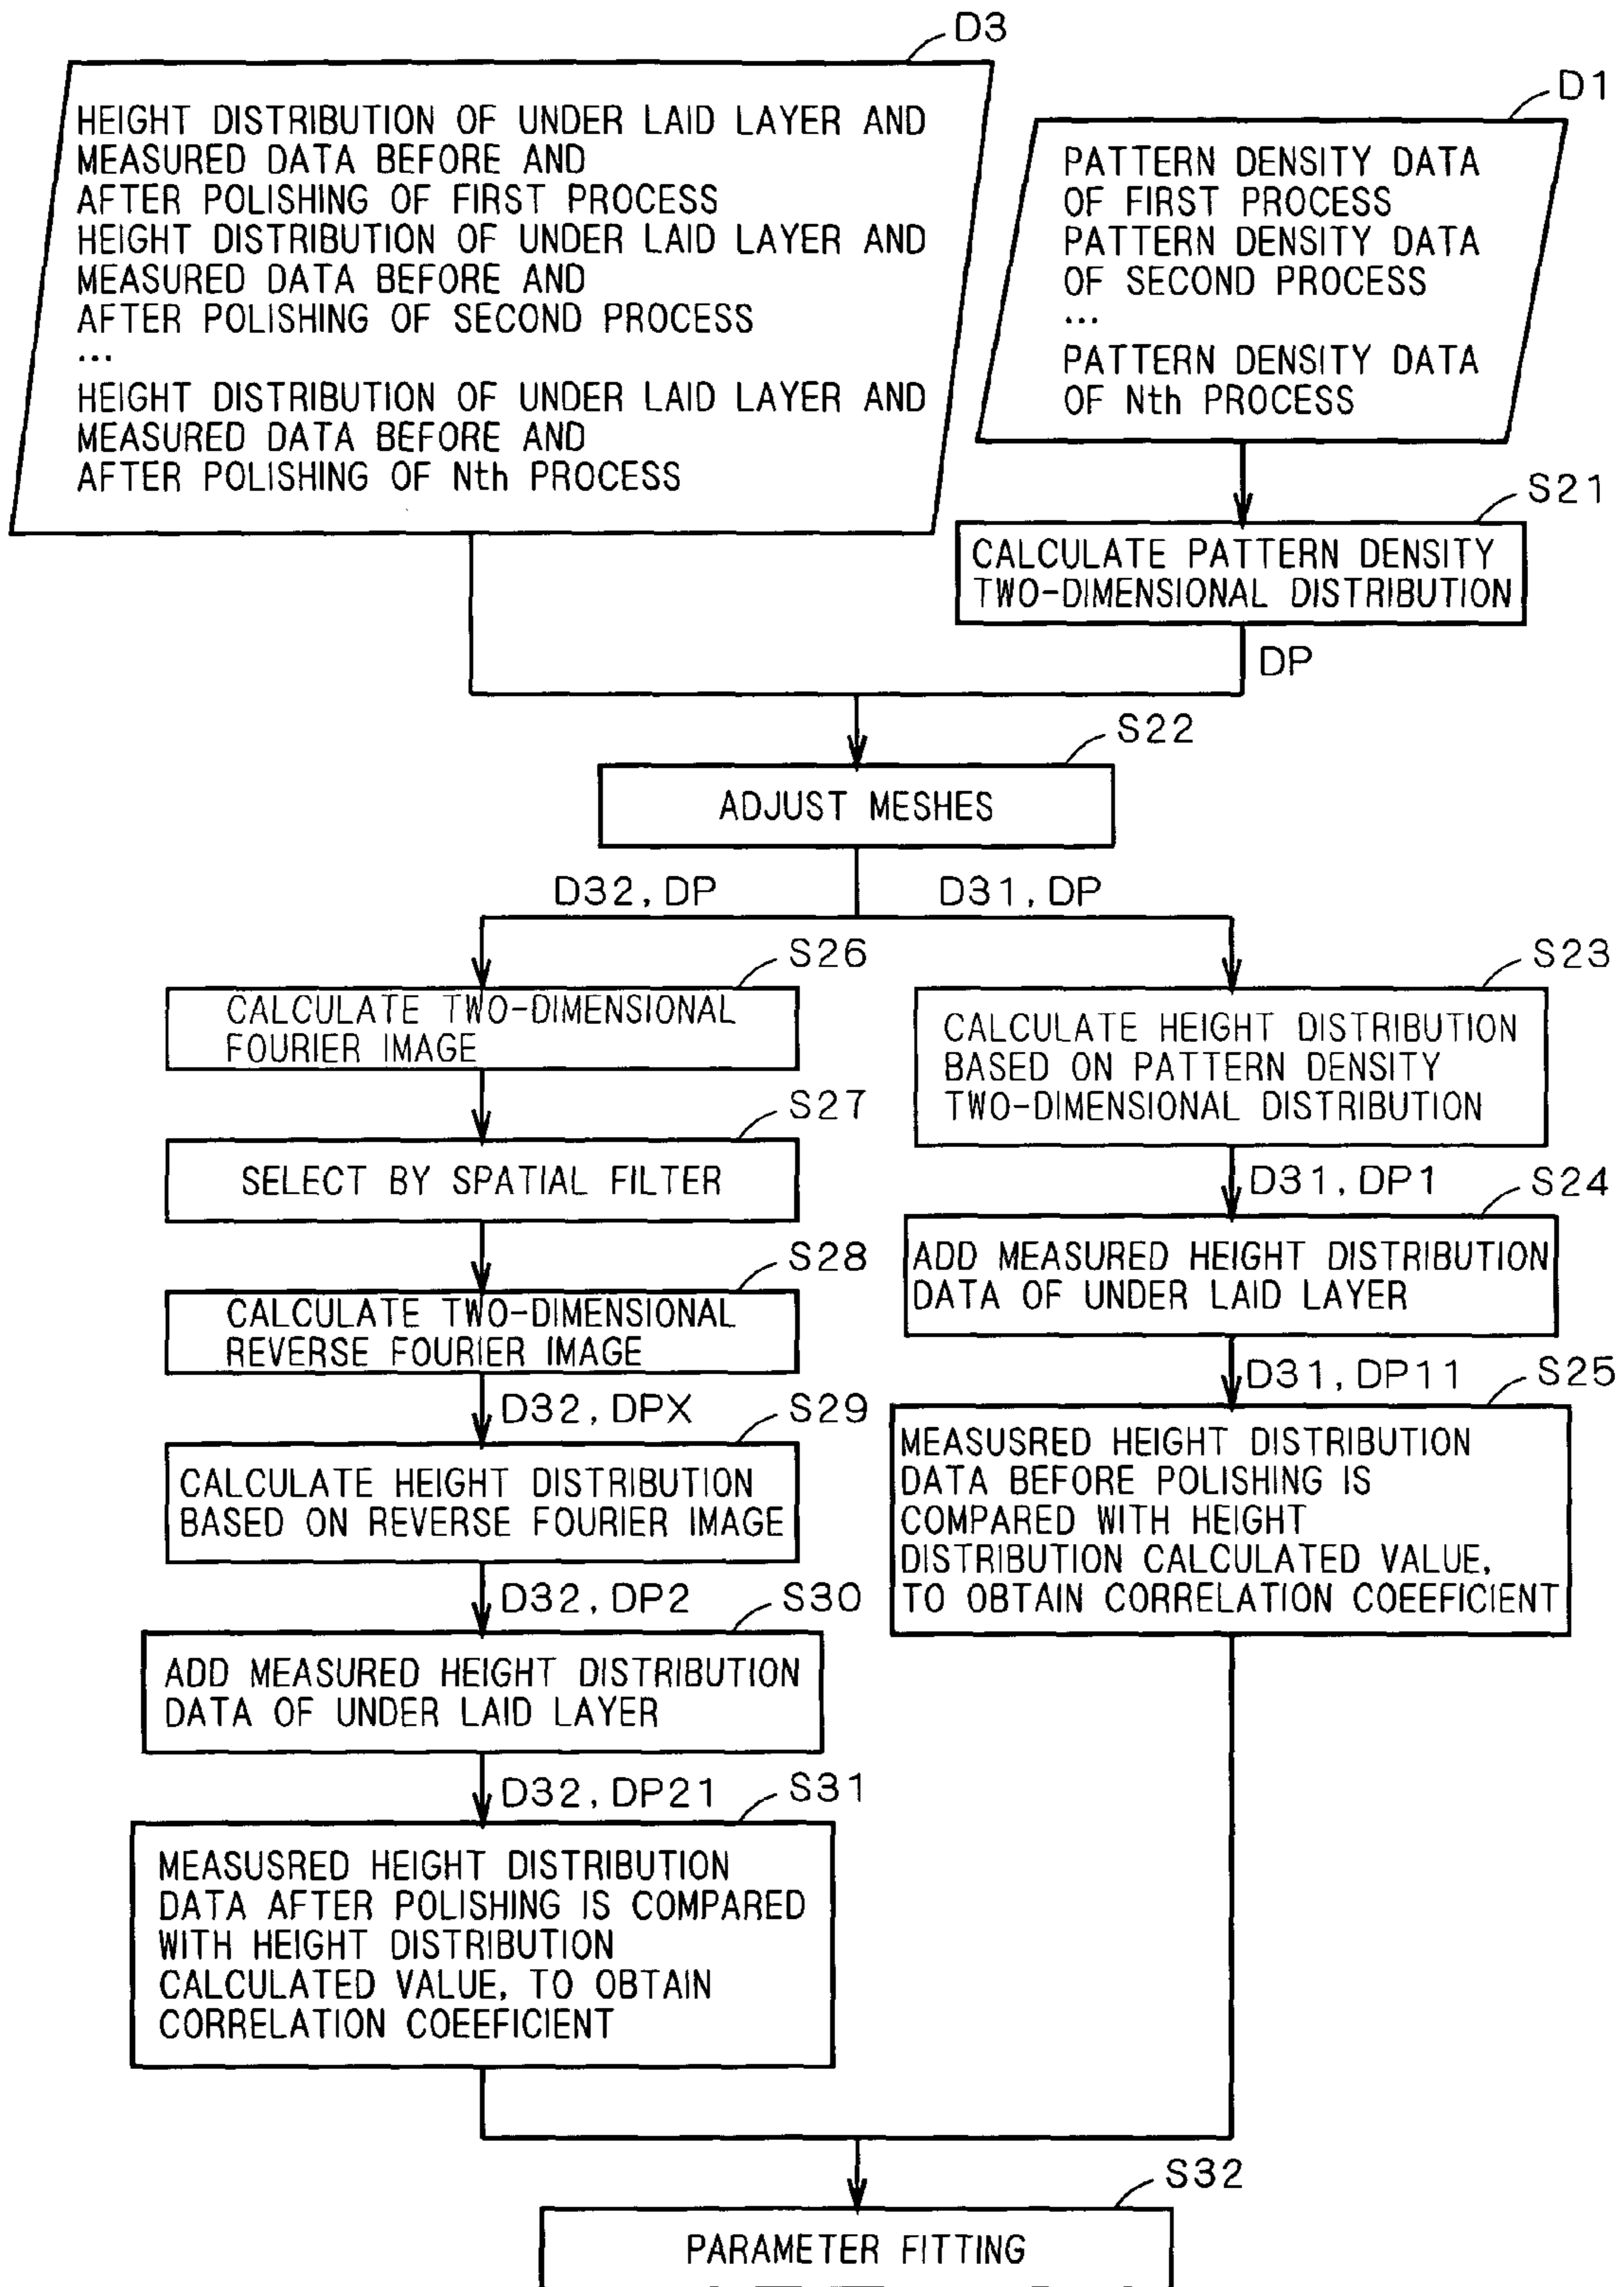 D3
HEIGHT DISTRIBUTION OF UNDER LAID LAYER AND
MEASURED DATA BEFORE AND
AFTER POLISHING OF FIRST PROCESS
HEIGHT DISTRIBUTION OF UNDER LAID LAYER AND
MEASURED DATA BEFORE AND
AFTER POLISHING OF SECOND PROCESS
...
HEIGHT DISTRIBUTION OF UNDER LAID LAYER AND
MEASURED DATA BEFORE AND
AFTER POLISHING OF Nth PROCESS
D1
PATTERN DENSITY DATA
OF FIRST PROCESS
PATTERN DENSITY DATA
OF SECOND PROCESS
...
PATTERN DENSITY DATA
OF Nth PROCESS
S21
CALCULATE PATTERN DENSITY
TWO-DIMENSIONAL DISTRIBUTION
DP
S22
ADJUST MESHES
D32, DP
D31, DP
S26
CALCULATE TWO-DIMENSIONAL
FOURIER IMAGE
S27
SELECT BY SPATIAL FILTER
S28
CALCULATE TWO-DIMENSIONAL
REVERSE FOURIER IMAGE
D32, DPX
S29
CALCULATE HEIGHT DISTRIBUTION
BASED ON REVERSE FOURIER IMAGE
D32, DP2
S30
ADD MEASURED HEIGHT DISTRIBUTION
DATA OF UNDER LAID LAYER
D32, DP21
S31
MEASUSRED HEIGHT DISTRIBUTION
DATA AFTER POLISHING IS COMPARED
WITH HEIGHT DISTRIBUTION
CALCULATED VALUE, TO OBTAIN
CORRELATION COEEFICIENT
S23
CALCULATE HEIGHT DISTRIBUTION
BASED ON PATTERN DENSITY
TWO-DIMENSIONAL DISTRIBUTION
D31, DP1
S24
ADD MEASURED HEIGHT DISTRIBUTION
DATA OF UNDER LAID LAYER
D31, DP11
S25
MEASUSRED HEIGHT DISTRIBUTION
DATA BEFORE POLISHING IS
COMPARED WITH HEIGHT
DISTRIBUTION CALCULATED VALUE,
TO OBTAIN CORRELATION COEEFICIENT
S32
PARAMETER FITTING